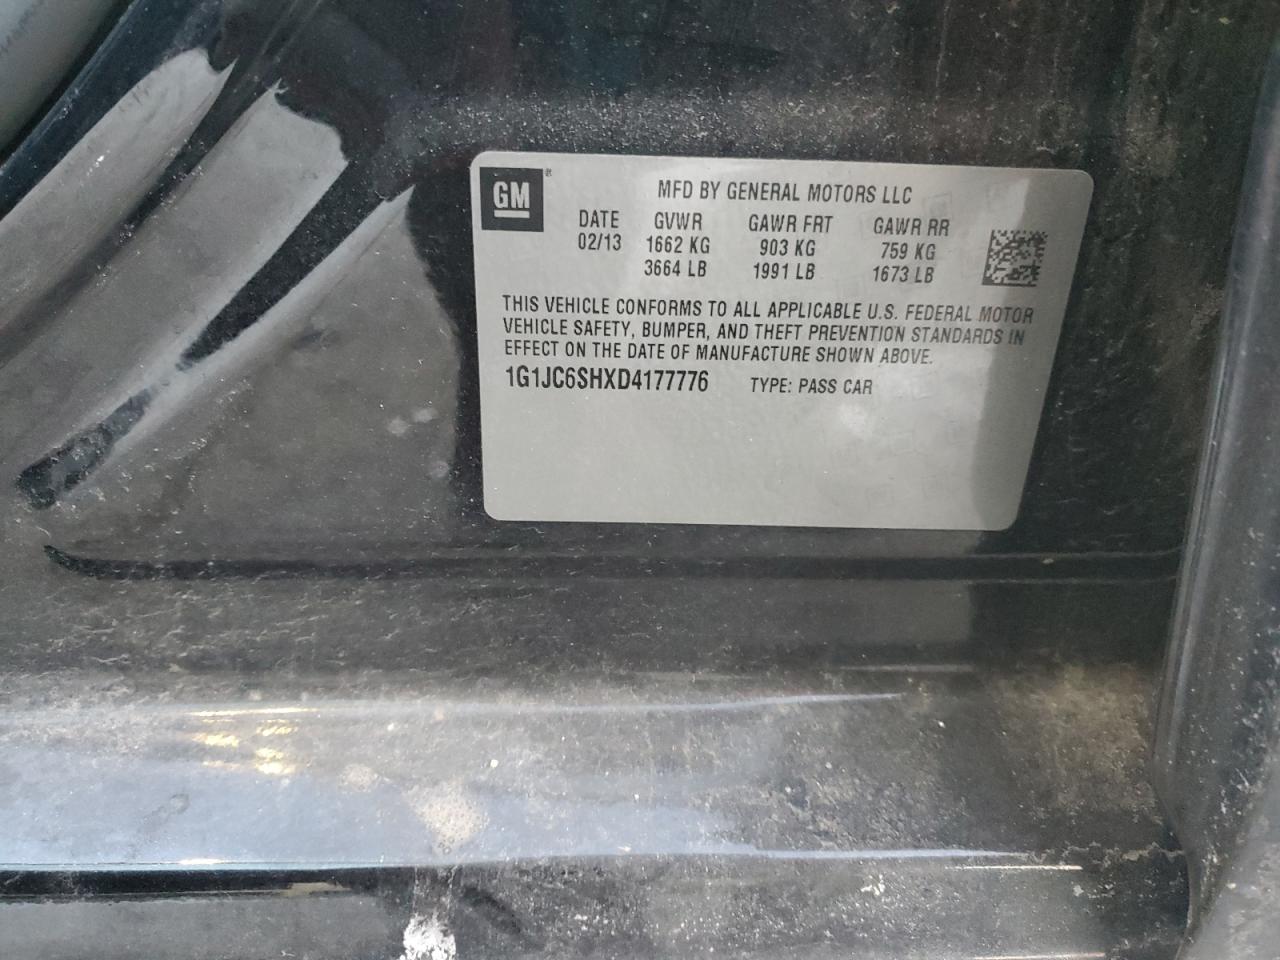 GM®
MFD BY GENERAL MOTORS LLC
DATE GVWR GAWR FRT GAWR RR
02/13 1662 KG 903 KG 759 KG
3664 LB 1991 LB 1673 LB
THIS VEHICLE CONFORMS TO ALL APPLICABLE U.S. FEDERAL MOTOR
VEHICLE SAFETY, BUMPER, AND THEFT PREVENTION STANDARDS IN
EFFECT ON THE DATE OF MANUFACTURE SHOWN ABOVE.
1G1JC6SHXD4177776 TYPE: PASS CAR